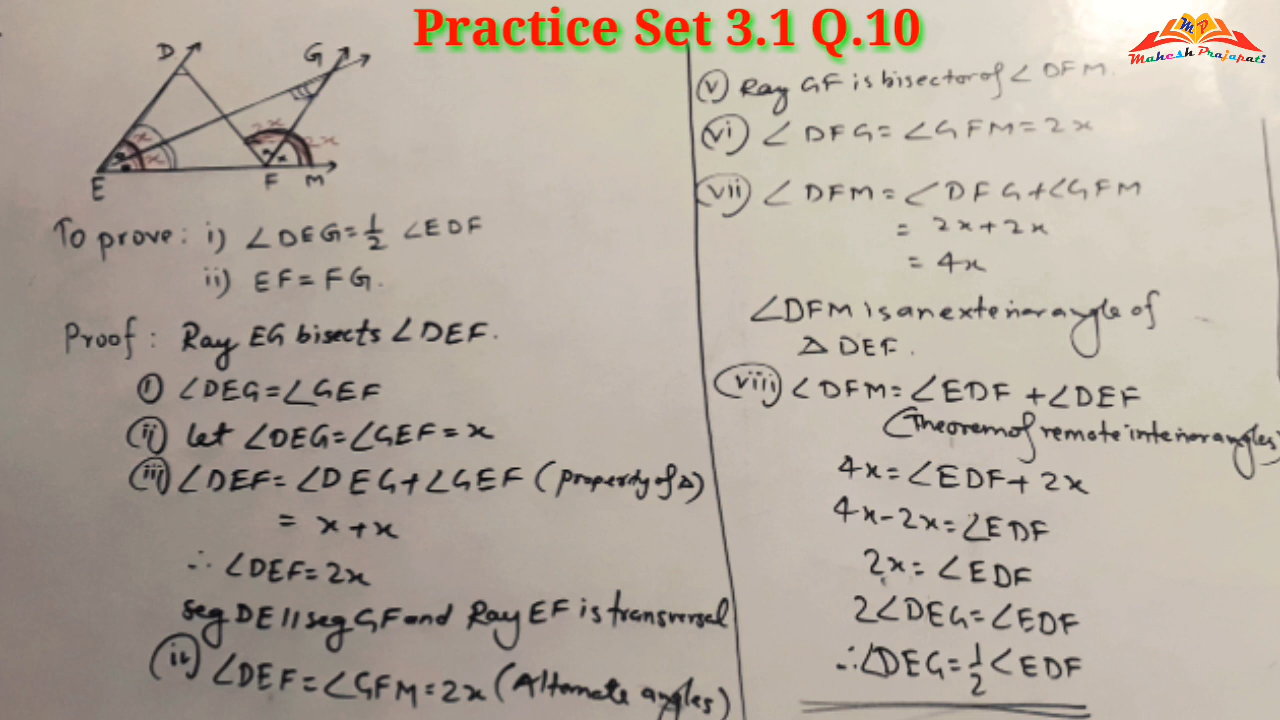 Practice Set 3.1 Q.10
MP
Mahesh Prajapati
D
G
x
x
2x
2x
E
F
M
To prove: i) ∠DEG = 1/2 ∠EDF
ii) EF = FG.
Proof: Ray EG bisects ∠DEF.
(i) ∠DEG = ∠GEF
(ii) let ∠DEG = ∠GEF = x
(iii) ∠DEF = ∠DEG + ∠GEF (property of Δ)
= x + x
∴ ∠DEF = 2x
seg DE || seg GF and Ray EF is transversal
(iv) ∠DEF = ∠GFM = 2x (Alternate angles)
(v) Ray GF is bisector of ∠DFM.
(vi) ∠DFG = ∠GFM = 2x
(vii) ∠DFM = ∠DFG + ∠GFM
= 2x + 2x
= 4x
∠DFM is an exterior angle of
Δ DEF.
(viii) ∠DFM = ∠EDF + ∠DEF
(Theorem of remote interior angles)
4x = ∠EDF + 2x
4x - 2x = ∠EDF
2x = ∠EDF
2∠DEG = ∠EDF
∴ ∠DEG = 1/2 ∠EDF